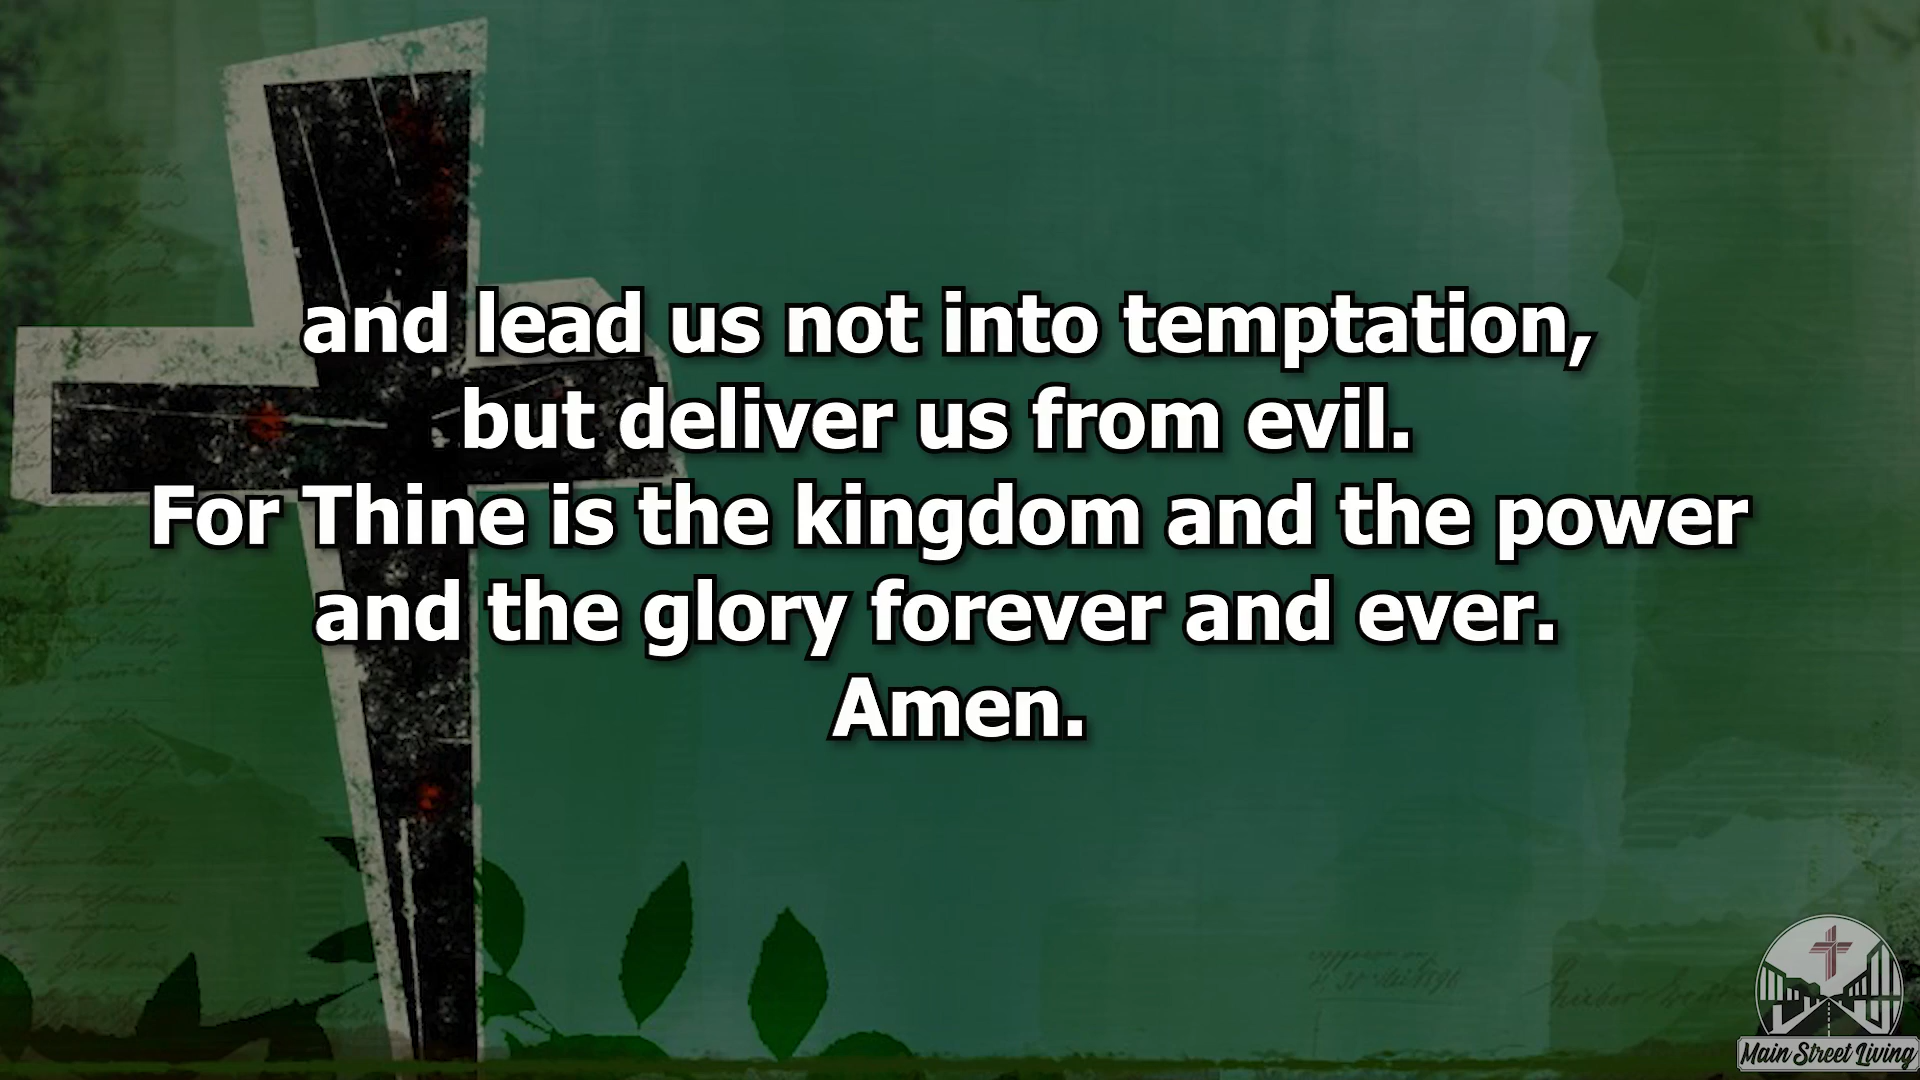 and lead us not into temptation,
but deliver us from evil.
For Thine is the kingdom and the power
and the glory forever and ever.
Amen.
Main Street Living